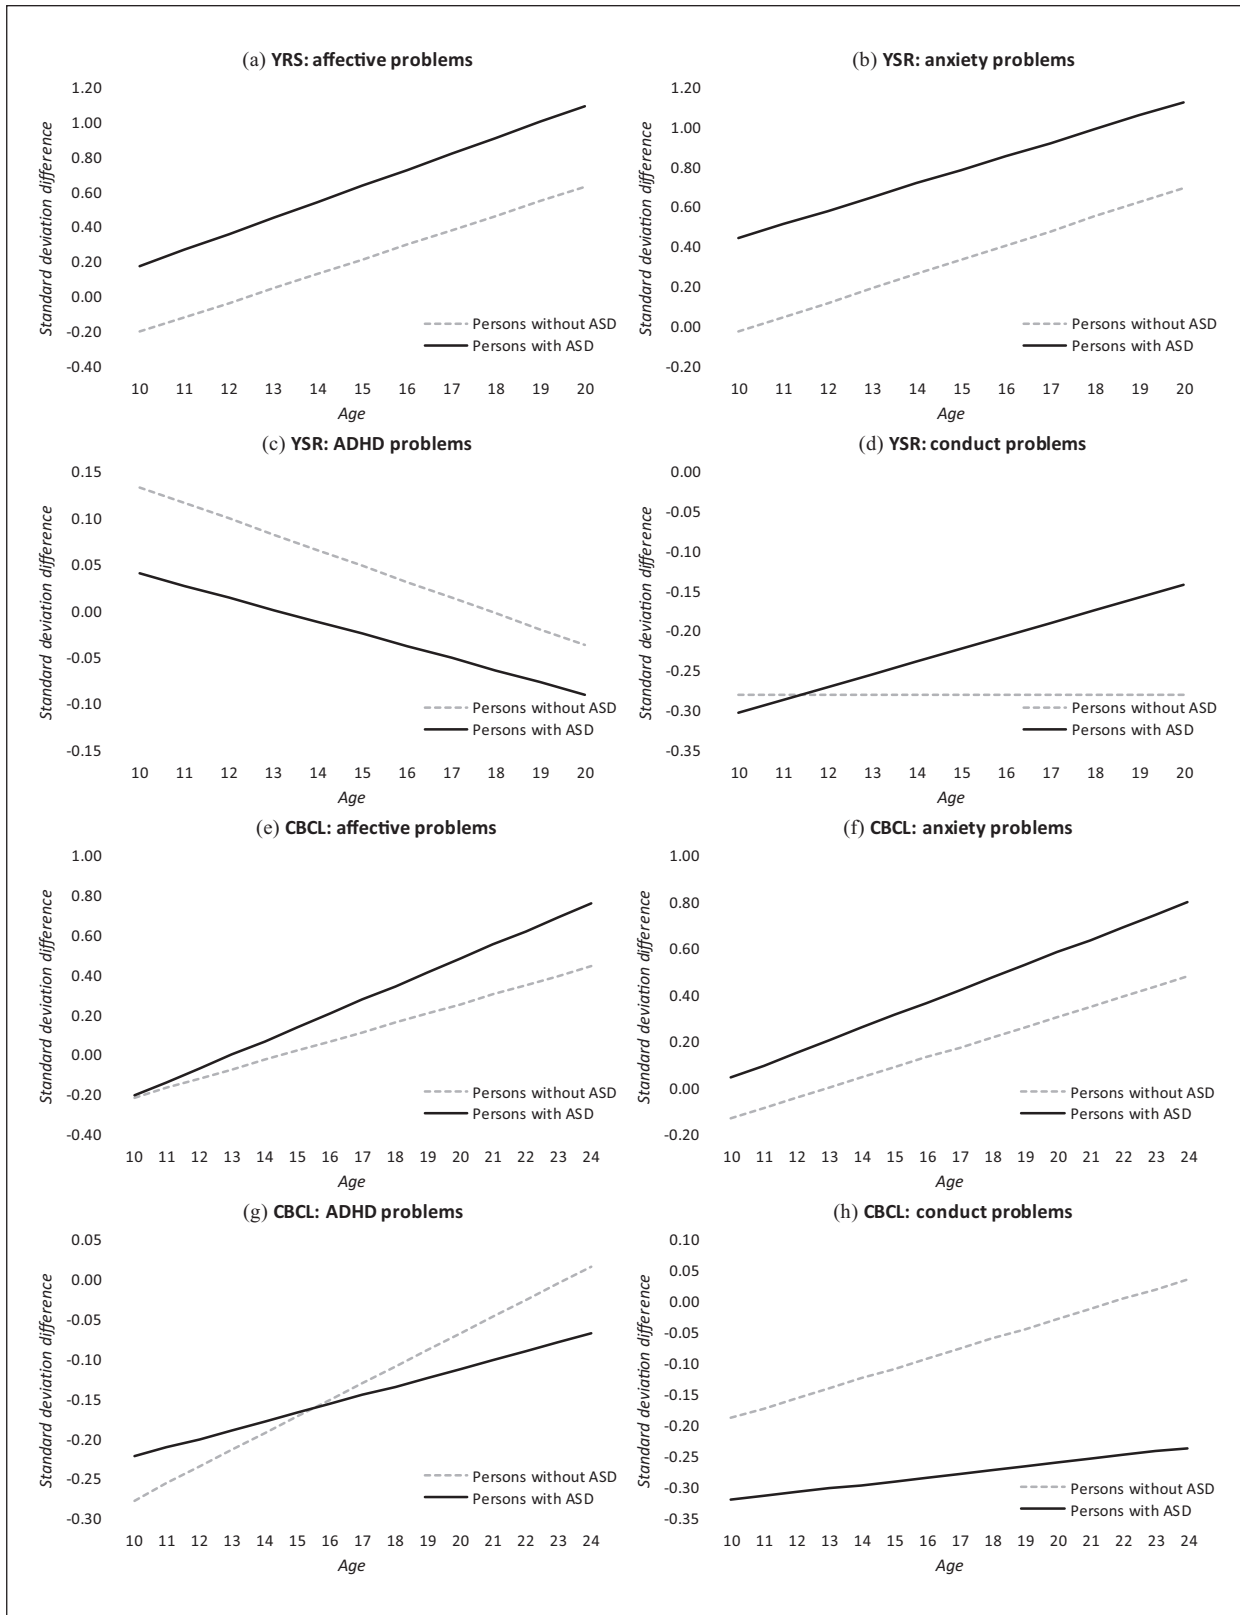 (a) YRS: affective problems
1.20
1.00
0.80
0.60
0.40
0.20
0.00
-0.20
-0.40
Standard deviation difference
Persons without ASD
Persons with ASD
10 11 12 13 14 15 16 17 18 19 20
Age
(b) YSR: anxiety problems
1.20
1.00
0.80
0.60
0.40
0.20
0.00
-0.20
Standard deviation difference
Persons without ASD
Persons with ASD
10 11 12 13 14 15 16 17 18 19 20
Age
(c) YSR: ADHD problems
0.15
0.10
0.05
0.00
-0.05
-0.10
-0.15
Standard deviation difference
Persons without ASD
Persons with ASD
10 11 12 13 14 15 16 17 18 19 20
Age
(d) YSR: conduct problems
0.00
-0.05
-0.10
-0.15
-0.20
-0.25
-0.30
-0.35
Standard deviation difference
Persons without ASD
Persons with ASD
10 11 12 13 14 15 16 17 18 19 20
Age
(e) CBCL: affective problems
1.00
0.80
0.60
0.40
0.20
0.00
-0.20
-0.40
Standard deviation difference
Persons without ASD
Persons with ASD
10 11 12 13 14 15 16 17 18 19 20 21 22 23 24
Age
(f) CBCL: anxiety problems
1.00
0.80
0.60
0.40
0.20
0.00
-0.20
Standard deviation difference
Persons without ASD
Persons with ASD
10 11 12 13 14 15 16 17 18 19 20 21 22 23 24
Age
(g) CBCL: ADHD problems
0.05
0.00
-0.05
-0.10
-0.15
-0.20
-0.25
-0.30
Standard deviation difference
Persons without ASD
Persons with ASD
10 11 12 13 14 15 16 17 18 19 20 21 22 23 24
Age
(h) CBCL: conduct problems
0.10
0.05
0.00
-0.05
-0.10
-0.15
-0.20
-0.25
-0.30
-0.35
Standard deviation difference
Persons without ASD
Persons with ASD
10 11 12 13 14 15 16 17 18 19 20 21 22 23 24
Age